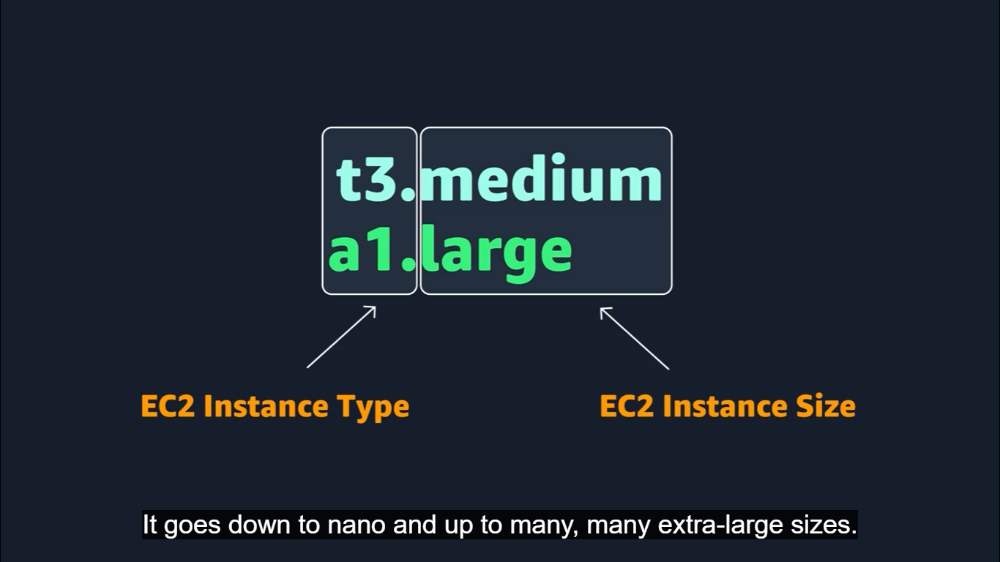 t3.medium
a1.large
EC2 Instance Type
EC2 Instance Size
It goes down to nano and up to many, many extra-large sizes.